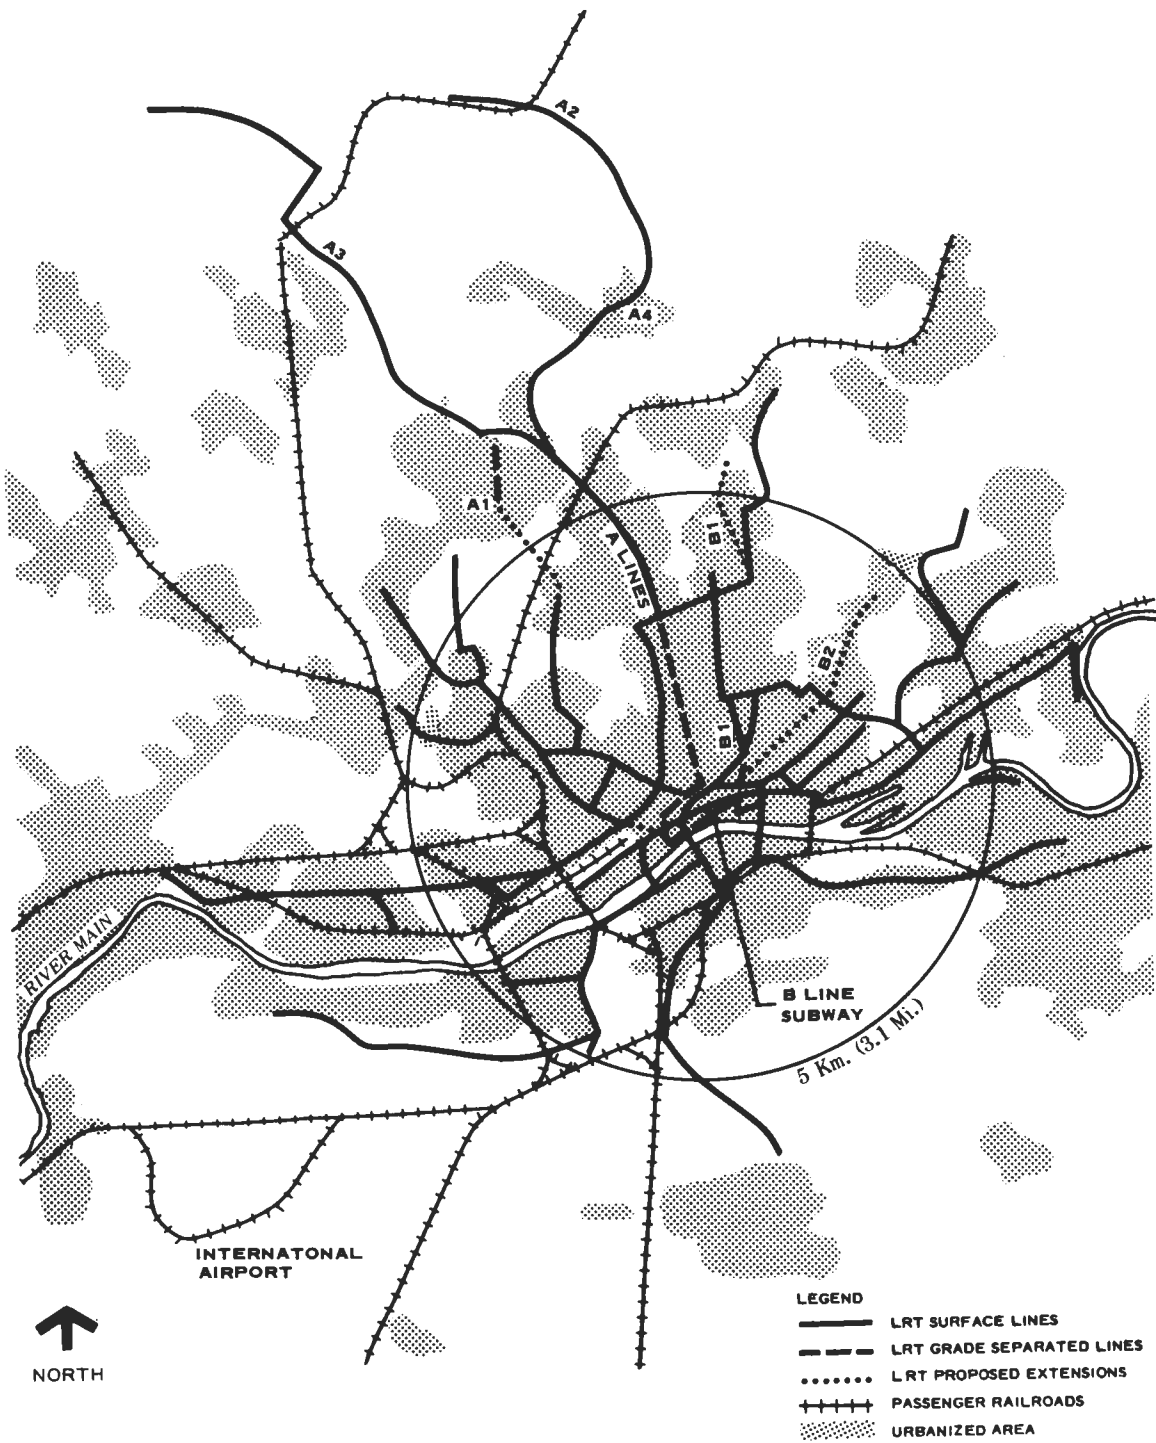 A2
A3
A4
A1
A LINES
B1
B2
B1
RIVER MAIN
B LINE
SUBWAY
5 Km. (3.1 Mi.)
INTERNATONAL
AIRPORT
NORTH
LEGEND
LRT SURFACE LINES
LRT GRADE SEPARATED LINES
LRT PROPOSED EXTENSIONS
PASSENGER RAILROADS
URBANIZED AREA